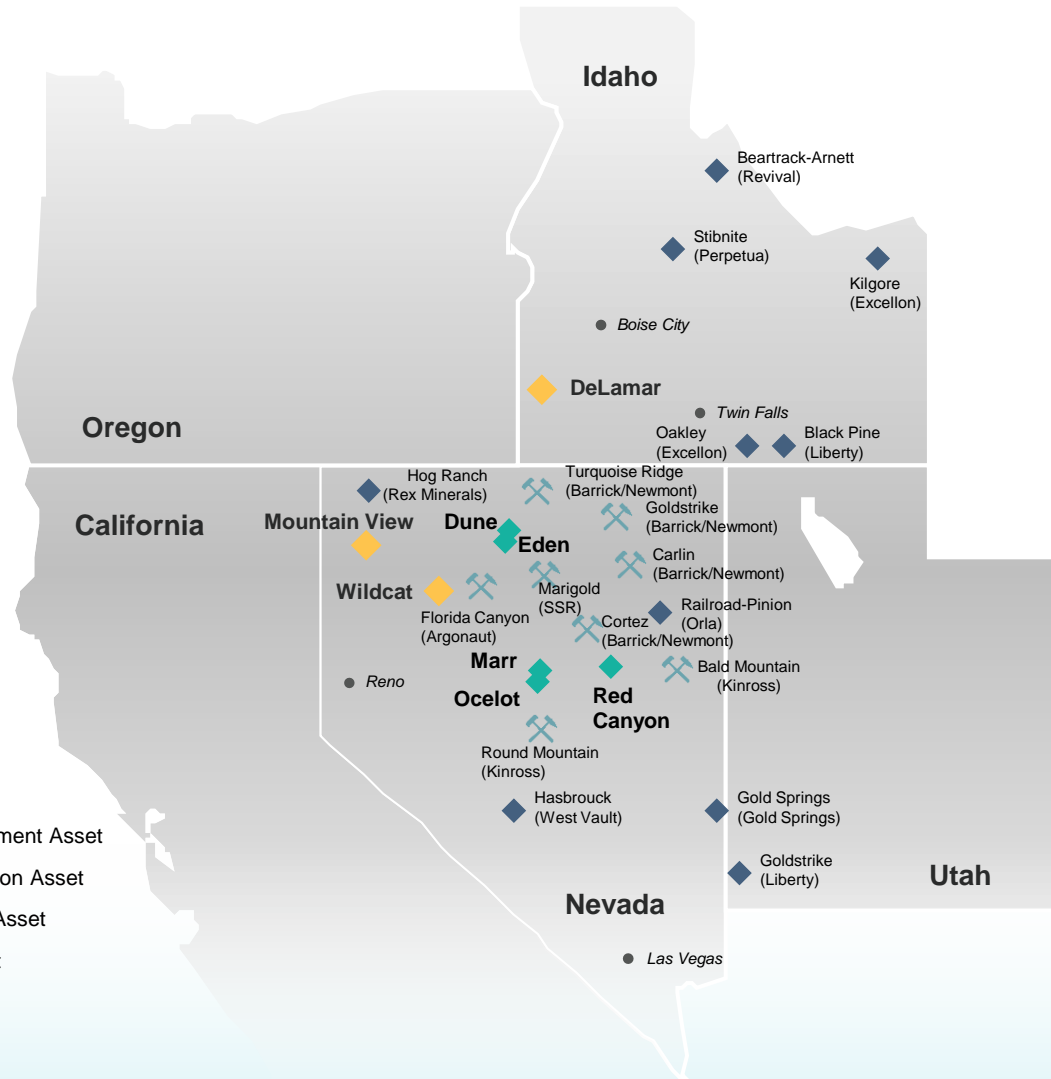 Idaho
Beartrack-Arnett
(Revival)
Stibnite
(Perpetua)
Kilgore
(Excellon)
Boise City
DeLamar
Twin Falls
Oregon
Oakley
(Excellon)
Black Pine
(Liberty)
Hog Ranch
(Rex Minerals)
Turquoise Ridge
(Barrick/Newmont)
California
Mountain View
Dune
Goldstrike
(Barrick/Newmont)
Eden
Carlin
(Barrick/Newmont)
Wildcat
Marigold
(SSR)
Florida Canyon
(Argonaut)
Railroad-Pinion
(Orla)
Cortez
(Barrick/Newmont)
Marr
Bald Mountain
(Kinross)
Reno
Ocelot
Red
Canyon
Round Mountain
(Kinross)
Hasbrouck
(West Vault)
Gold Springs
(Gold Springs)
Asset
Goldstrike
(Liberty)
Utah
Asset
Nevada
Asset
Las Vegas